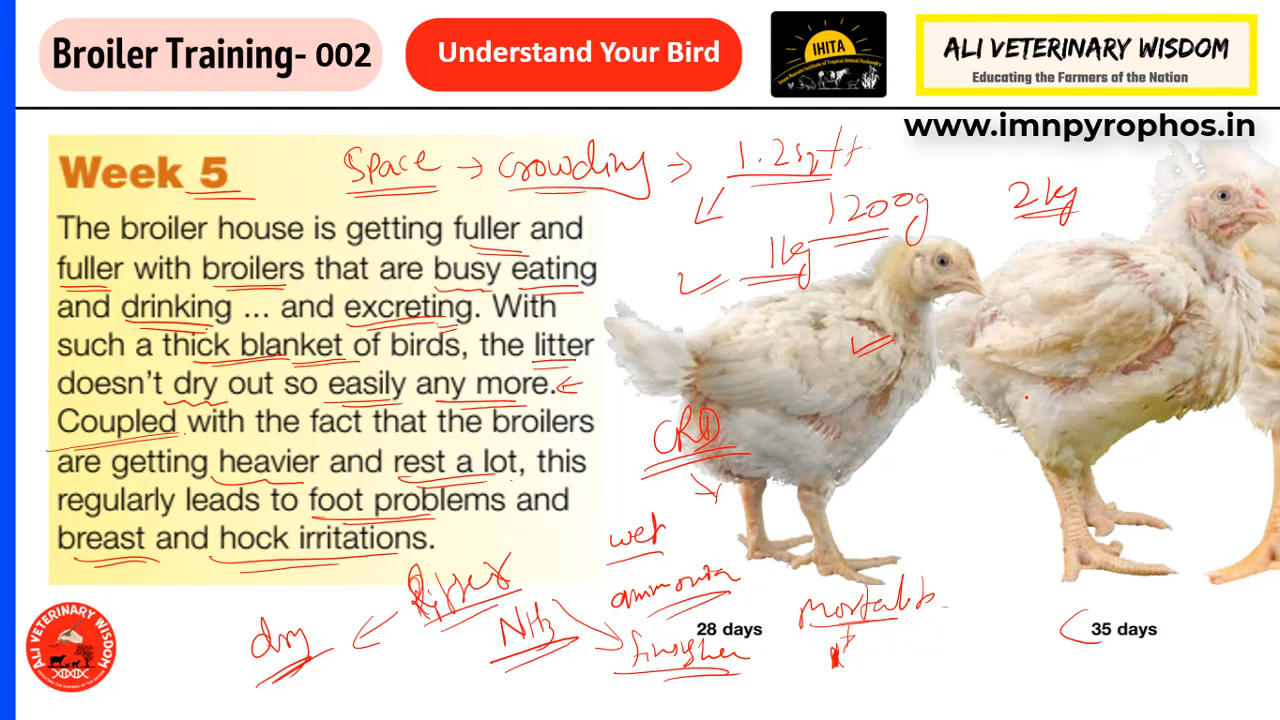 Broiler Training- 002
Understand Your Bird
IHITA
ALI VETERINARY WISDOM
Educating the Farmers of the Nation
www.imnpyrophos.in
Week 5
Space → crowding → 1.2 sq ft.
1200g
1kg
2kg
The broiler house is getting fuller and
fuller with broilers that are busy eating
and drinking ... and excreting. With
such a thick blanket of birds, the litter
doesn't dry out so easily any more.
Coupled with the fact that the broilers
are getting heavier and rest a lot, this
regularly leads to foot problems and
breast and hock irritations.
CRD
wet
ammonia
dry
NH3
finisher
28 days
35 days
ALI VETERINARY WISDOM